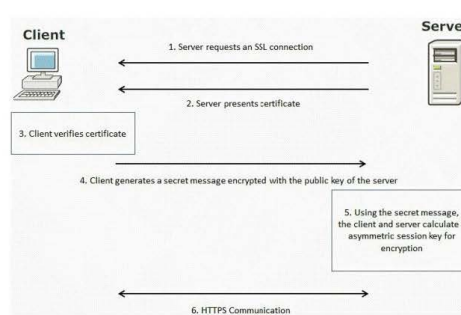 Client
Serve
1. Server requests an SSL connection
2. Server presents certificate
3. Client verifies certificate
4. Client generates a secret message encrypted with the public key of the server
5. Using the secret message,
the client and server calculate
asymmetric session key for
encryption
6. HTTPS Communication